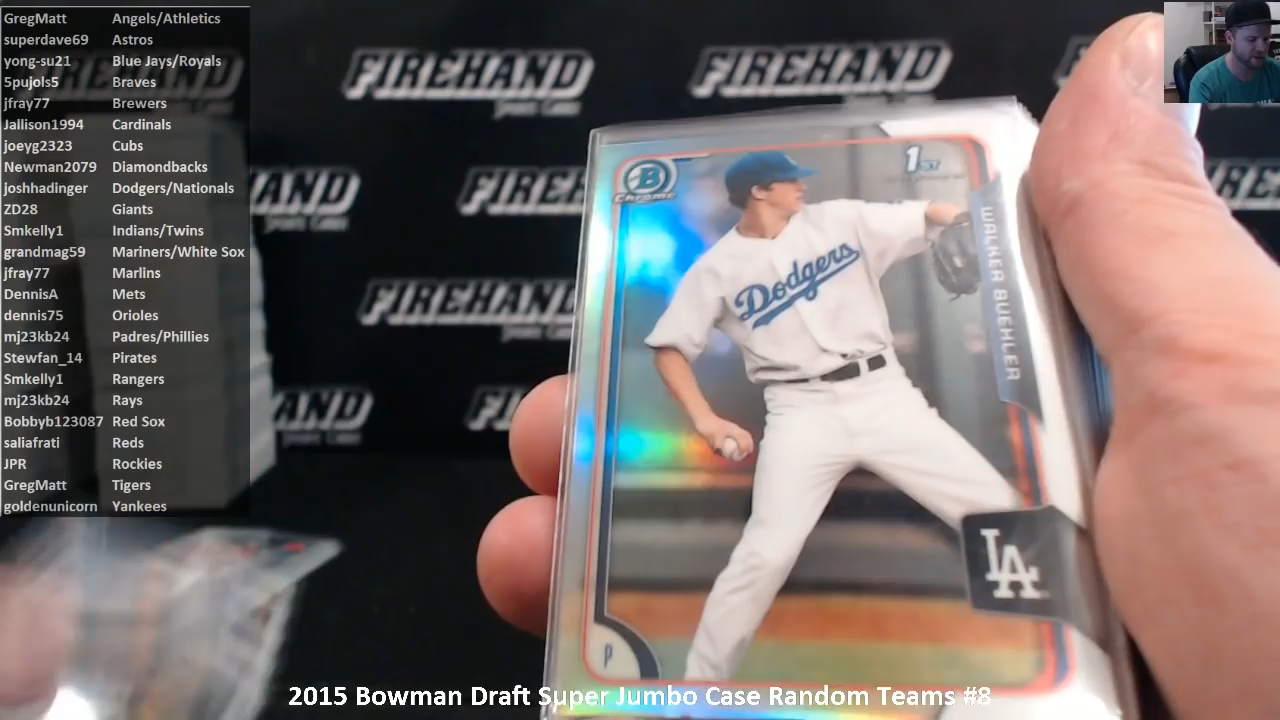 GregMatt Angels/Athletics
superdave69 Astros
yong-su21 Blue Jays/Royals
5pujols5 Braves
jfray77 Brewers
Jallison1994 Cardinals
joeyg2323 Cubs
Newman2079 Diamondbacks
joshhadinger Dodgers/Nationals
ZD28 Giants
Smkelly1 Indians/Twins
grandmag59 Mariners/White Sox
jfray77 Marlins
DennisA Mets
dennis75 Orioles
mj23kb24 Padres/Phillies
Stewfan_14 Pirates
Smkelly1 Rangers
mj23kb24 Rays
Bobbyb123087 Red Sox
saliafrati Reds
JPR Rockies
GregMatt Tigers
goldenunicorn Yankees
FIREHAND FIREHAND
FIREHAND
B
Chrome
1ST
WALKER BUEHLER
Dodgers
LA
P
2015 Bowman Draft Super Jumbo Case Random Teams #8